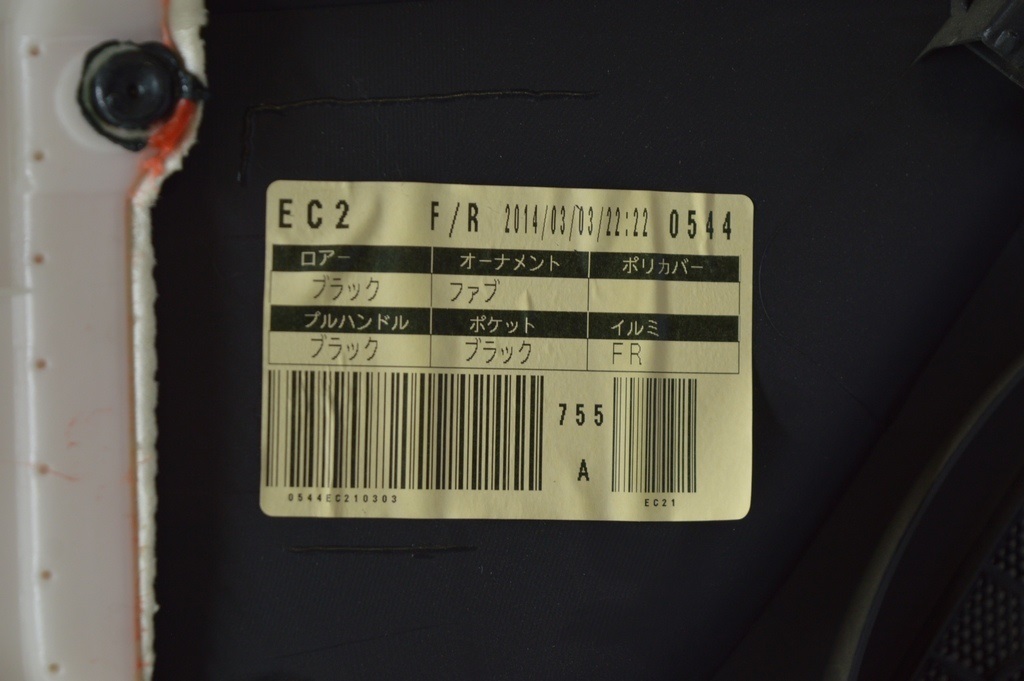 EC2 F/R 2014/03/03/22:22 0544
ロアー オーナメント ポリカバー
ブラック ファブ
プルハンドル ポケット イルミ
ブラック ブラック FR
755
A
0544EC210303 EC21